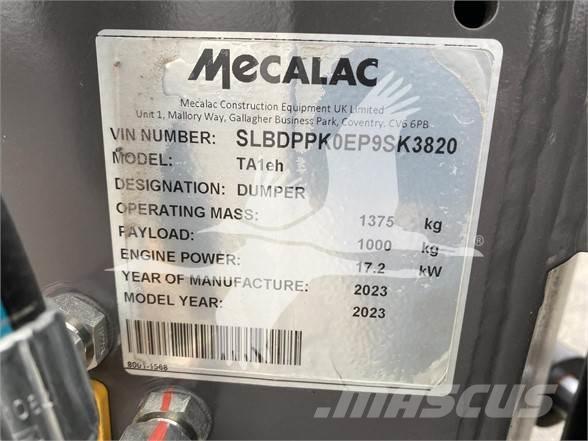 MECALAC
Mecalac Construction Equipment UK Limited
Unit 1, Mallory Way, Gallagher Business Park, Coventry. CV6 6PB
VIN NUMBER: SLBDPPK0EP9SK3820
MODEL: TA1eh
DESIGNATION: DUMPER
OPERATING MASS: 1375 kg
PAYLOAD: 1000 kg
ENGINE POWER: 17.2 kW
YEAR OF MANUFACTURE: 2023
MODEL YEAR: 2023
8001-1568
MASCUS